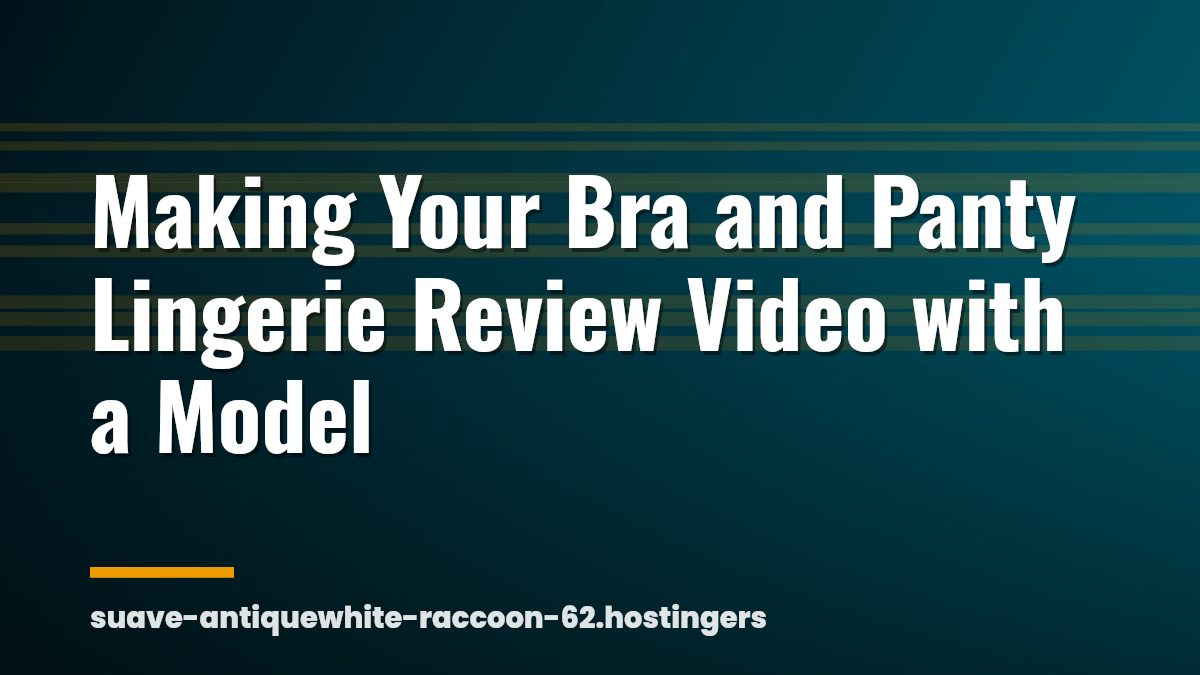 Making Your Bra and Panty
Lingerie Review Video with
a Model
suave-antiquewhite-raccoon-62.hostingers